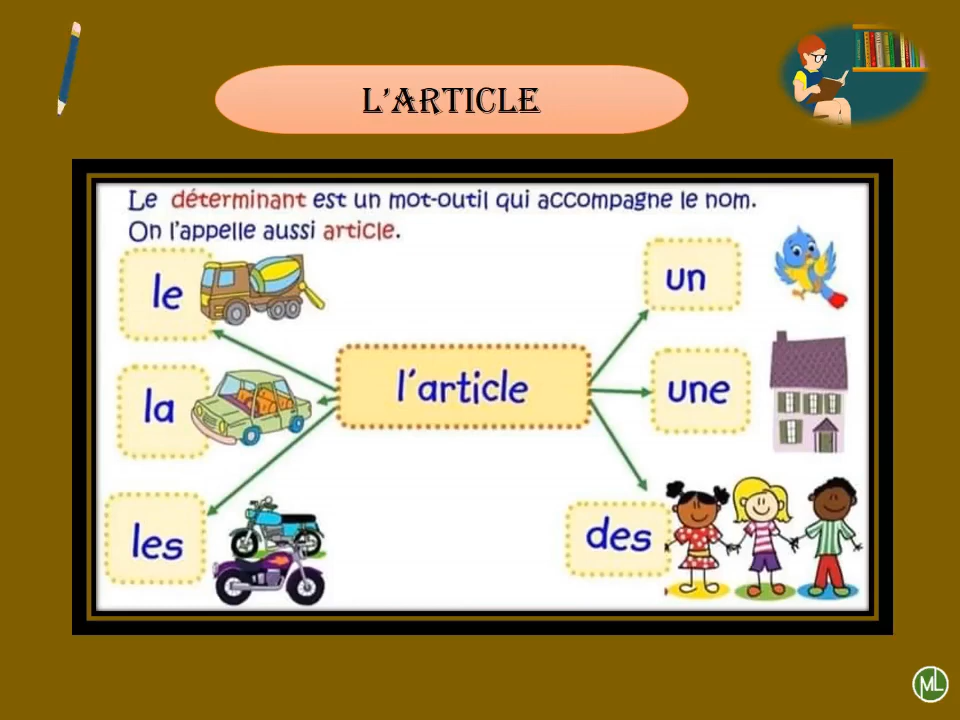 L'ARTICLE
Le déterminant est un mot-outil qui accompagne le nom.
On l'appelle aussi article.
le
un
l'article
la
une
les
des
ML